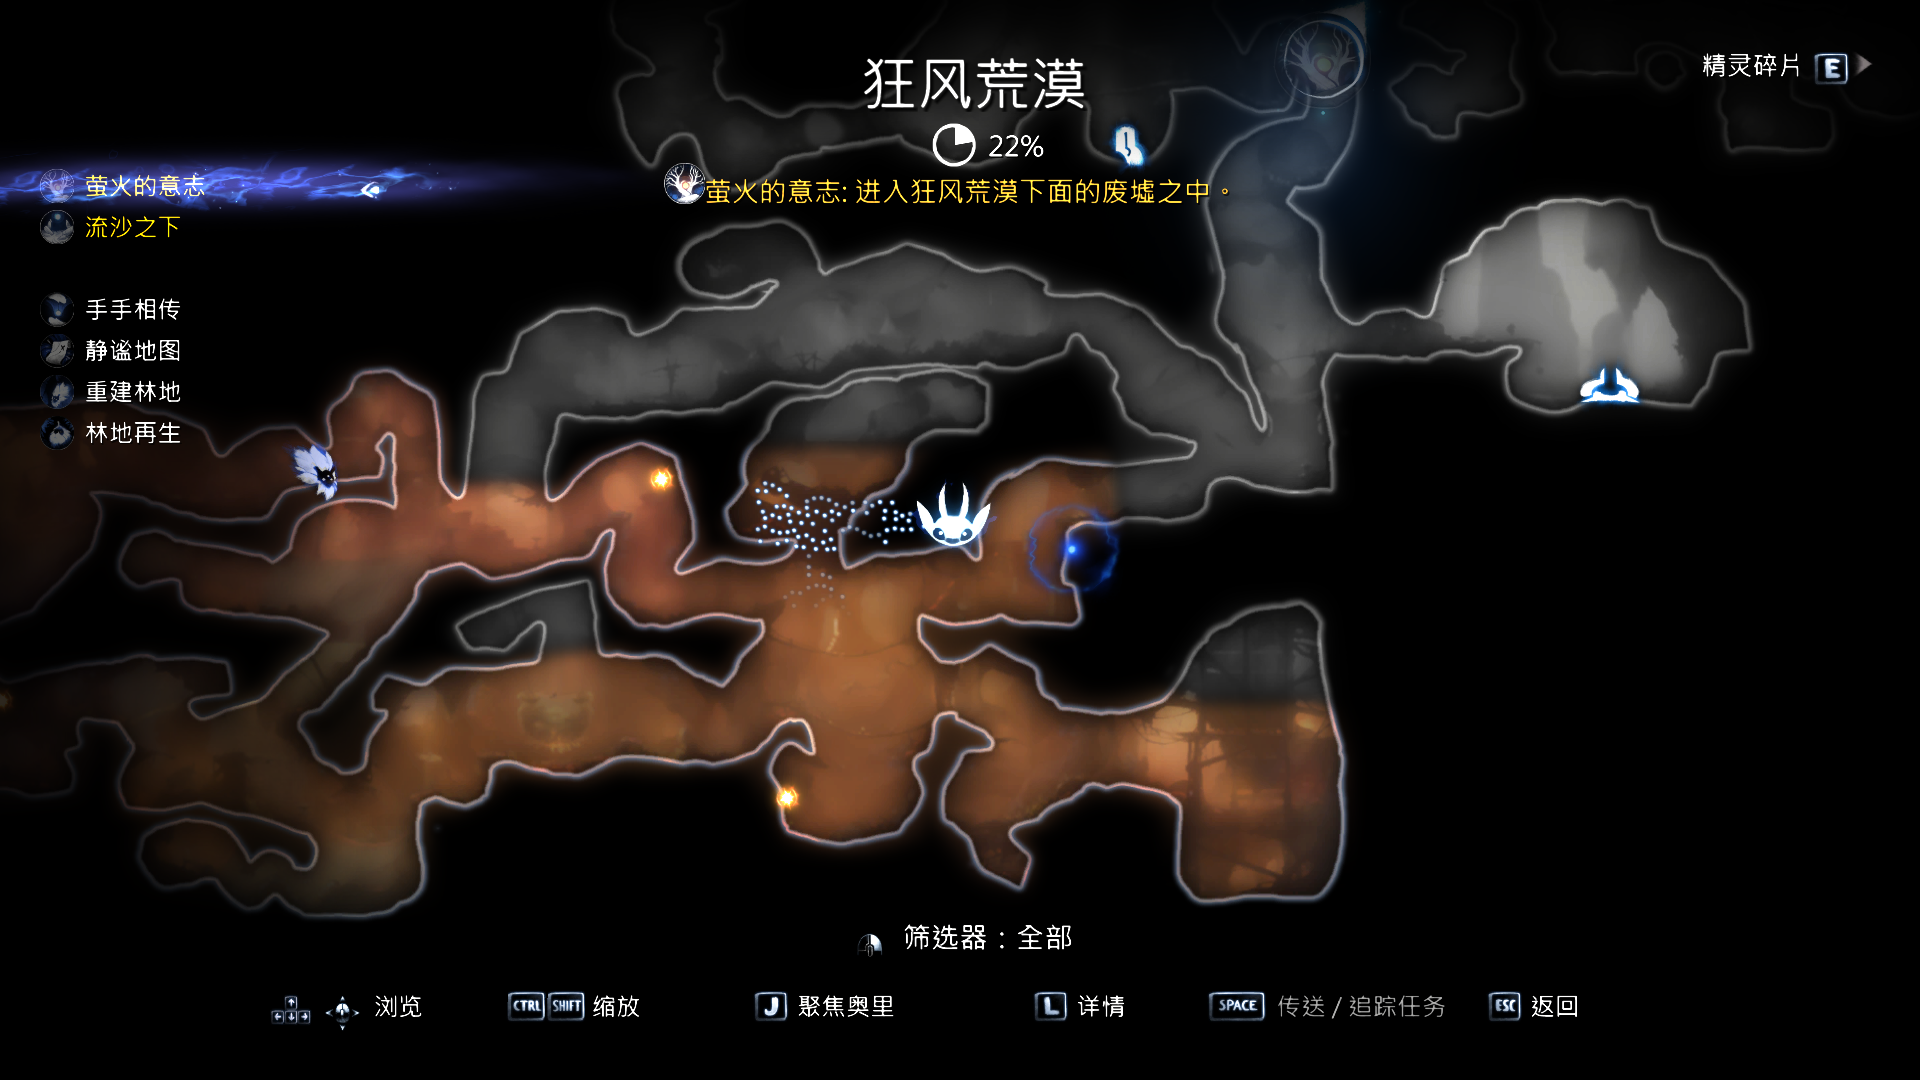 狂风荒漠
精灵碎片 E
22%
萤火的意志: 进入狂风荒漠下面的废墟之中。
萤火的意志
流沙之下
手手相传
静谧地图
重建林地
林地再生
筛选器：全部
浏览
CTRL SHIFT 缩放
J 聚焦奥里
L 详情
SPACE 传送 / 追踪任务
ESC 返回